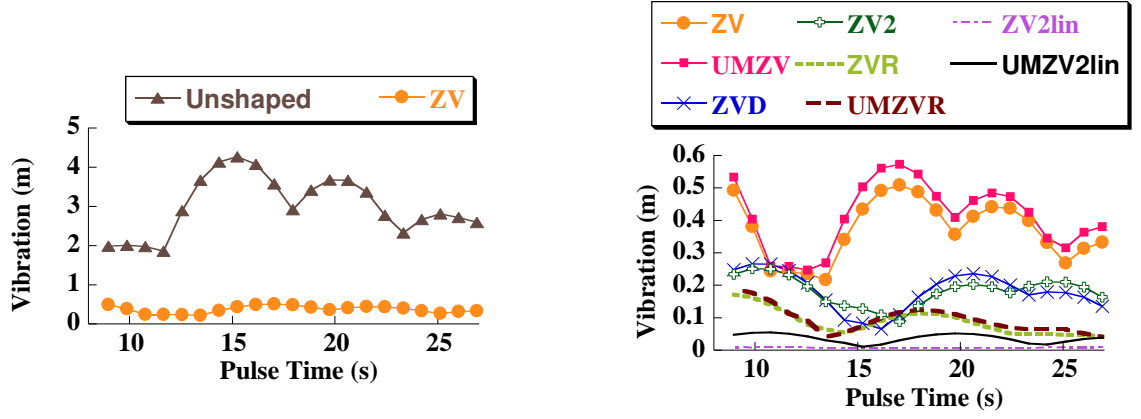 Unshaped ZV
Vibration (m)
5
4
3
2
1
0
10 15 20 25
Pulse Time (s)
ZV ZV2 ZV2lin
UMZV ZVR UMZV2lin
ZVD UMZVR
Vibration (m)
0.6
0.5
0.4
0.3
0.2
0.1
0
10 15 20 25
Pulse Time (s)